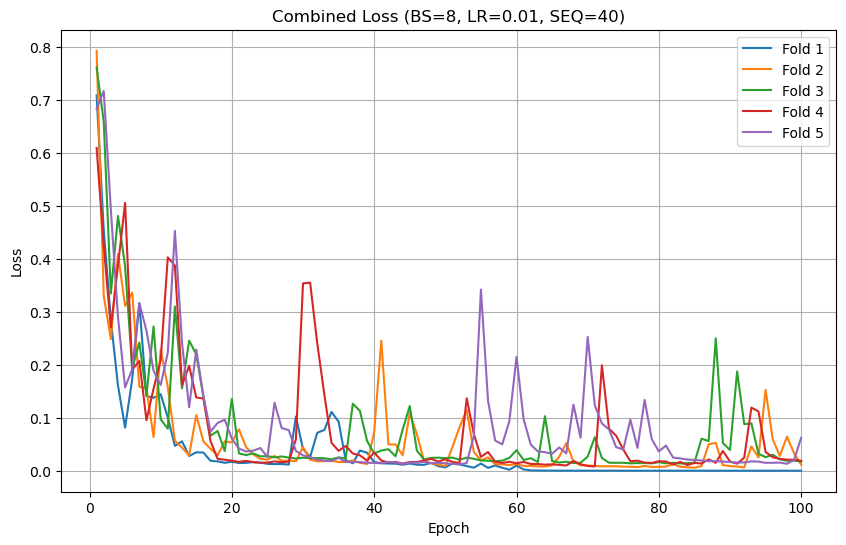 Combined Loss (BS=8, LR=0.01, SEQ=40)
Fold 1
Fold 2
Fold 3
Fold 4
Fold 5
Loss
0.8
0.7
0.6
0.5
0.4
0.3
0.2
0.1
0.0
0 20 40 60 80 100
Epoch